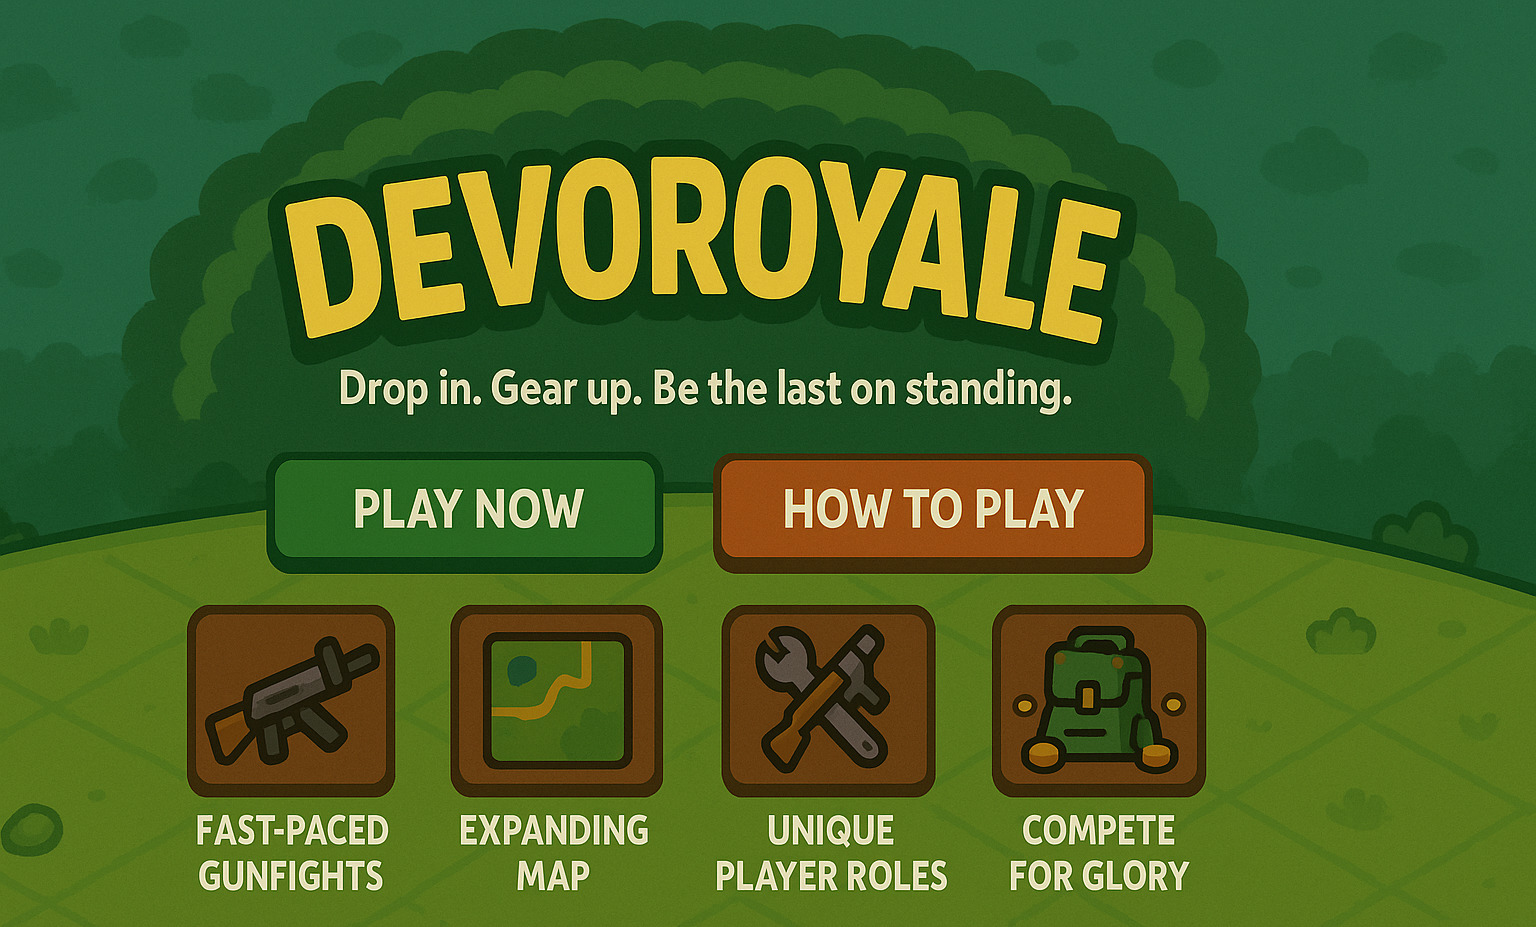 DEVOROYALE
Drop in. Gear up. Be the last on standing.
PLAY NOW
HOW TO PLAY
FAST-PACED
GUNFIGHTS
EXPANDING
MAP
UNIQUE
PLAYER ROLES
COMPETE
FOR GLORY